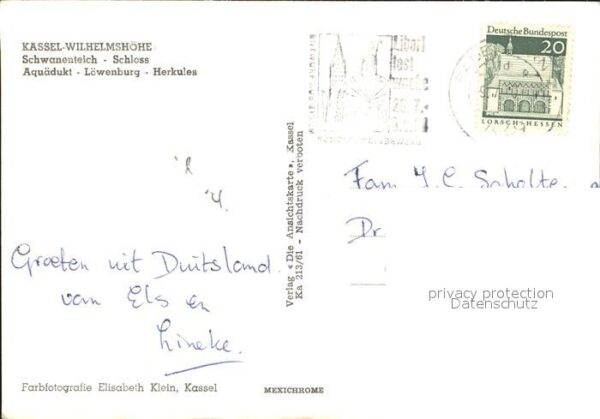 KASSEL-WILHELMSHÖHE
Schwanenteich - Schloss
Aquädukt - Löwenburg - Herkules
Groeten uit Duitsland.
van Els en
Lineke.
Farbfotografie Elisabeth Klein, Kassel
MEXICHROME
Verlag «Die Ansichtskarte», Kassel
Ka 213/61 - Nachdruck verboten
Deutsche Bundespost
20
LORSCH·HESSEN
Fam. J. C. Scholte
Dr
privacy protection
Datenschutz